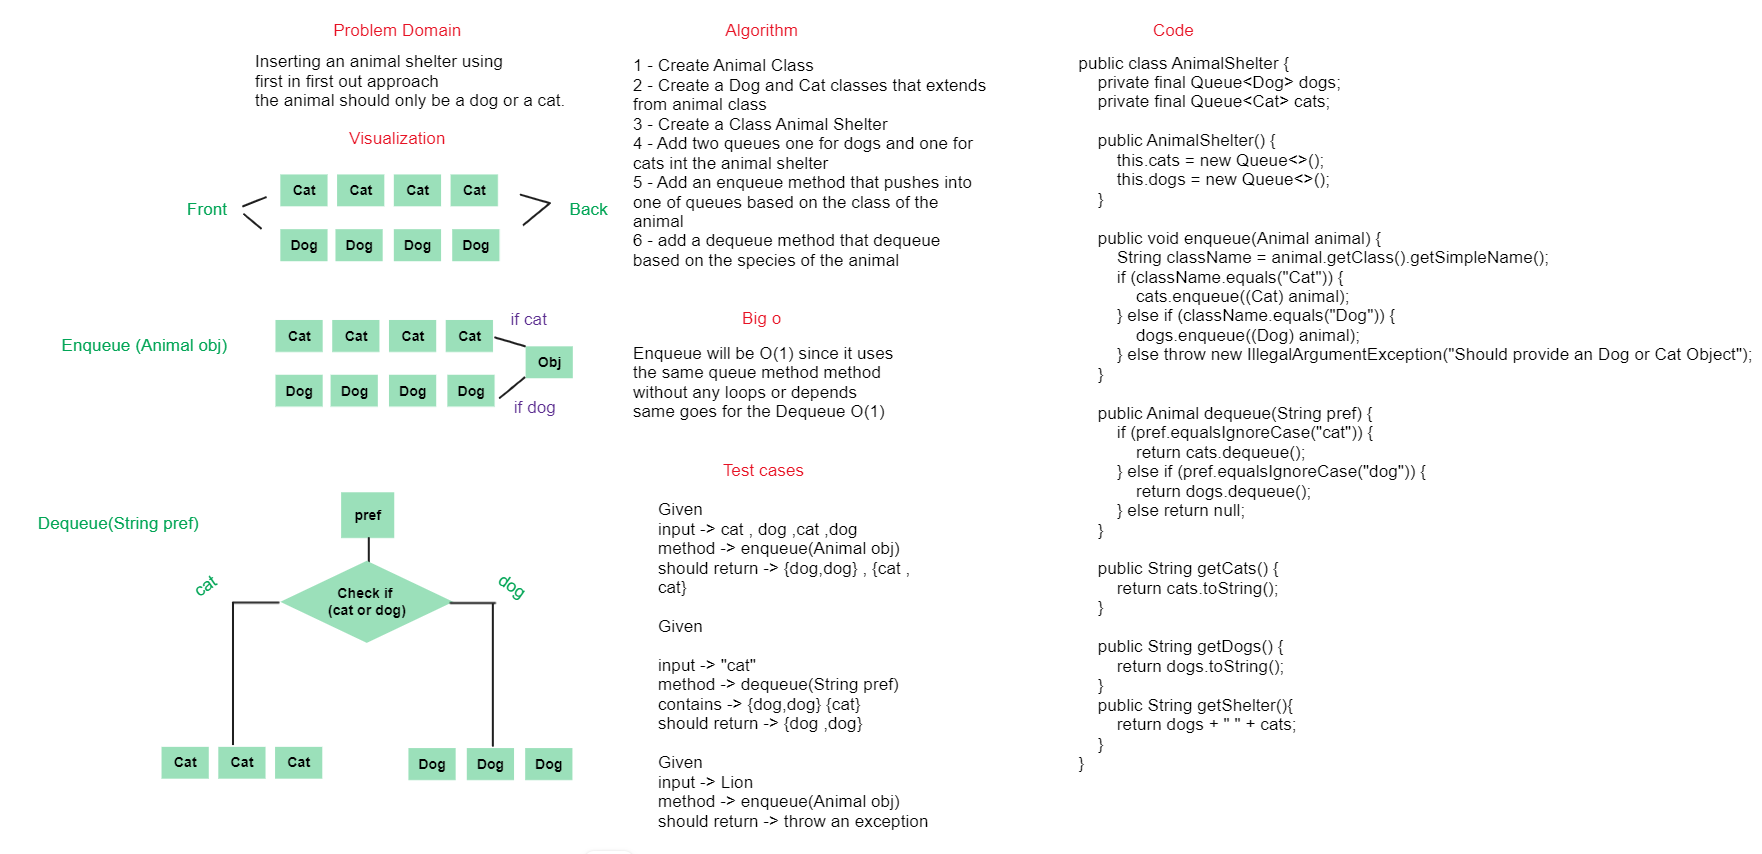 Problem Domain
Inserting an animal shelter using
first in first out approach
the animal should only be a dog or a cat.
Visualization
Cat Cat Cat Cat
Front
Back
Dog Dog Dog Dog
Enqueue (Animal obj)
Cat Cat Cat Cat
if cat
Obj
Dog Dog Dog Dog
if dog
Dequeue(String pref)
pref
cat
Check if
(cat or dog)
dog
Cat Cat Cat
Dog Dog Dog
Algorithm
1 - Create Animal Class
2 - Create a Dog and Cat classes that extends
from animal class
3 - Create a Class Animal Shelter
4 - Add two queues one for dogs and one for
cats int the animal shelter
5 - Add an enqueue method that pushes into
one of queues based on the class of the
animal
6 - add a dequeue method that dequeue
based on the species of the animal
Big o
Enqueue will be O(1) since it uses
the same queue method method
without any loops or depends
same goes for the Dequeue O(1)
Test cases
Given
input -> cat , dog ,cat ,dog
method -> enqueue(Animal obj)
should return -> {dog,dog} , {cat ,
cat}
Given
input -> "cat"
method -> dequeue(String pref)
contains -> {dog,dog} {cat}
should return -> {dog ,dog}
Given
input -> Lion
method -> enqueue(Animal obj)
should return -> throw an exception
Code
public class AnimalShelter {
private final Queue<Dog> dogs;
private final Queue<Cat> cats;
public AnimalShelter() {
this.cats = new Queue<>();
this.dogs = new Queue<>();
}
public void enqueue(Animal animal) {
String className = animal.getClass().getSimpleName();
if (className.equals("Cat")) {
cats.enqueue((Cat) animal);
} else if (className.equals("Dog")) {
dogs.enqueue((Dog) animal);
} else throw new IllegalArgumentException("Should provide an Dog or Cat Object");
}
public Animal dequeue(String pref) {
if (pref.equalsIgnoreCase("cat")) {
return cats.dequeue();
} else if (pref.equalsIgnoreCase("dog")) {
return dogs.dequeue();
} else return null;
}
public String getCats() {
return cats.toString();
}
public String getDogs() {
return dogs.toString();
}
public String getShelter(){
return dogs + " " + cats;
}
}